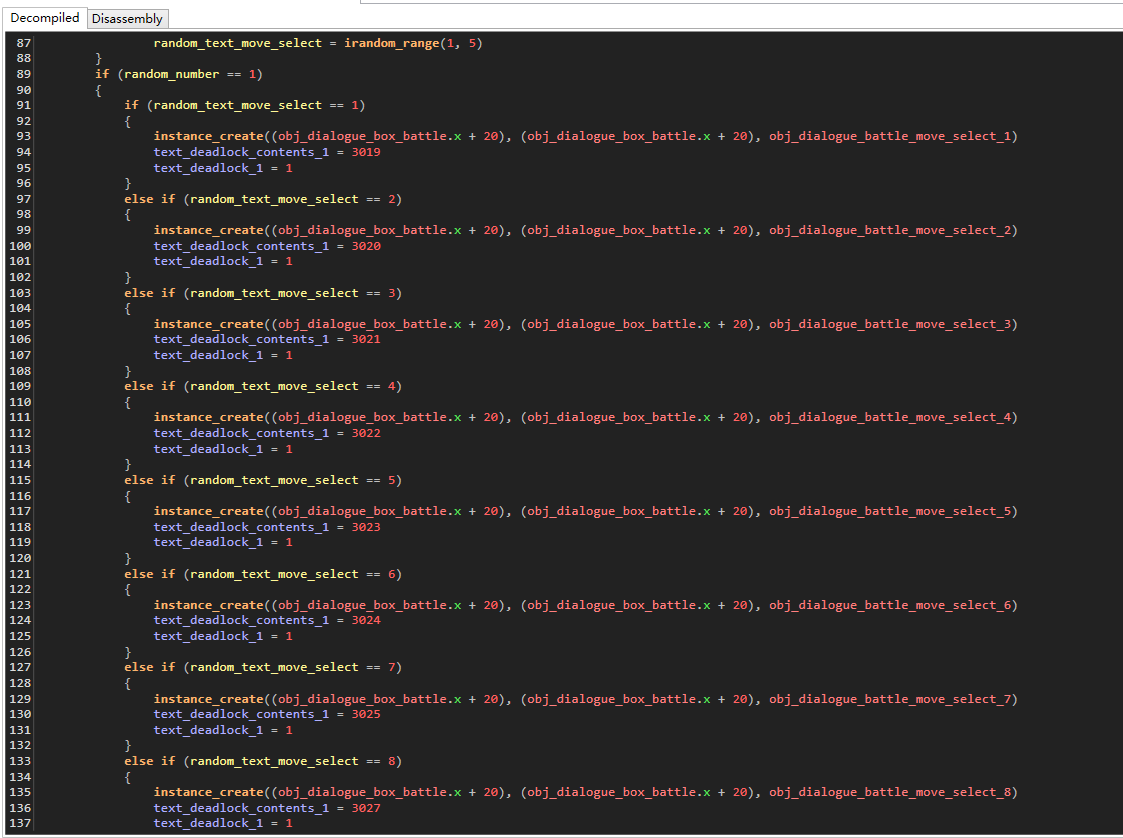 Decompiled Disassembly
87 random_text_move_select = irandom_range(1, 5)
88 }
89 if (random_number == 1)
90 {
91 if (random_text_move_select == 1)
92 {
93 instance_create((obj_dialogue_box_battle.x + 20), (obj_dialogue_box_battle.x + 20), obj_dialogue_battle_move_select_1)
94 text_deadlock_contents_1 = 3019
95 text_deadlock_1 = 1
96 }
97 else if (random_text_move_select == 2)
98 {
99 instance_create((obj_dialogue_box_battle.x + 20), (obj_dialogue_box_battle.x + 20), obj_dialogue_battle_move_select_2)
100 text_deadlock_contents_1 = 3020
101 text_deadlock_1 = 1
102 }
103 else if (random_text_move_select == 3)
104 {
105 instance_create((obj_dialogue_box_battle.x + 20), (obj_dialogue_box_battle.x + 20), obj_dialogue_battle_move_select_3)
106 text_deadlock_contents_1 = 3021
107 text_deadlock_1 = 1
108 }
109 else if (random_text_move_select == 4)
110 {
111 instance_create((obj_dialogue_box_battle.x + 20), (obj_dialogue_box_battle.x + 20), obj_dialogue_battle_move_select_4)
112 text_deadlock_contents_1 = 3022
113 text_deadlock_1 = 1
114 }
115 else if (random_text_move_select == 5)
116 {
117 instance_create((obj_dialogue_box_battle.x + 20), (obj_dialogue_box_battle.x + 20), obj_dialogue_battle_move_select_5)
118 text_deadlock_contents_1 = 3023
119 text_deadlock_1 = 1
120 }
121 else if (random_text_move_select == 6)
122 {
123 instance_create((obj_dialogue_box_battle.x + 20), (obj_dialogue_box_battle.x + 20), obj_dialogue_battle_move_select_6)
124 text_deadlock_contents_1 = 3024
125 text_deadlock_1 = 1
126 }
127 else if (random_text_move_select == 7)
128 {
129 instance_create((obj_dialogue_box_battle.x + 20), (obj_dialogue_box_battle.x + 20), obj_dialogue_battle_move_select_7)
130 text_deadlock_contents_1 = 3025
131 text_deadlock_1 = 1
132 }
133 else if (random_text_move_select == 8)
134 {
135 instance_create((obj_dialogue_box_battle.x + 20), (obj_dialogue_box_battle.x + 20), obj_dialogue_battle_move_select_8)
136 text_deadlock_contents_1 = 3027
137 text_deadlock_1 = 1